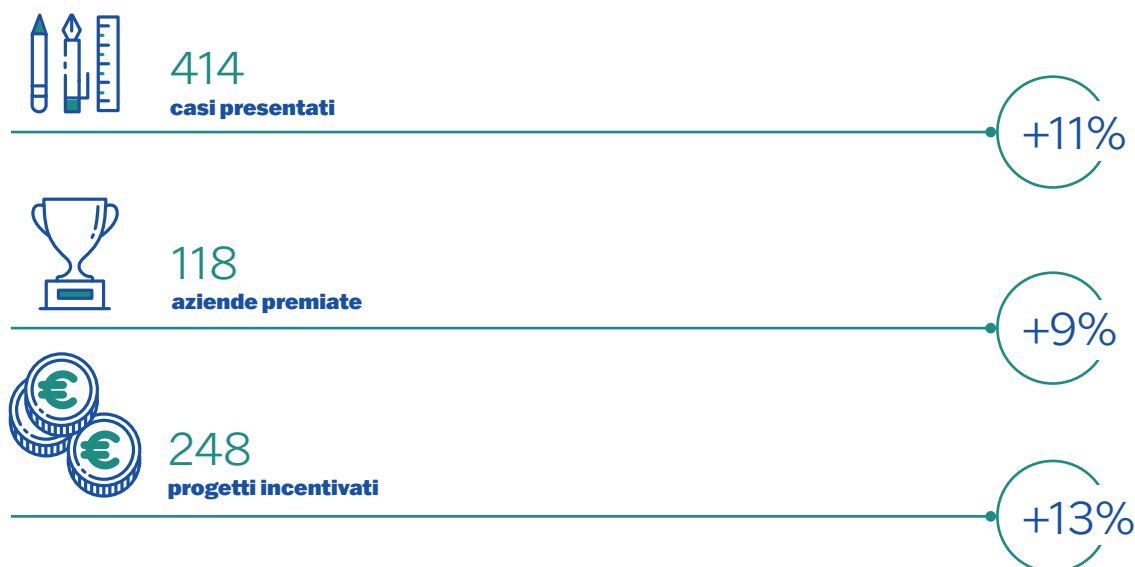 414
casi presentati
+11%
118
aziende premiate
+9%
€
€
248
progetti incentivati
+13%